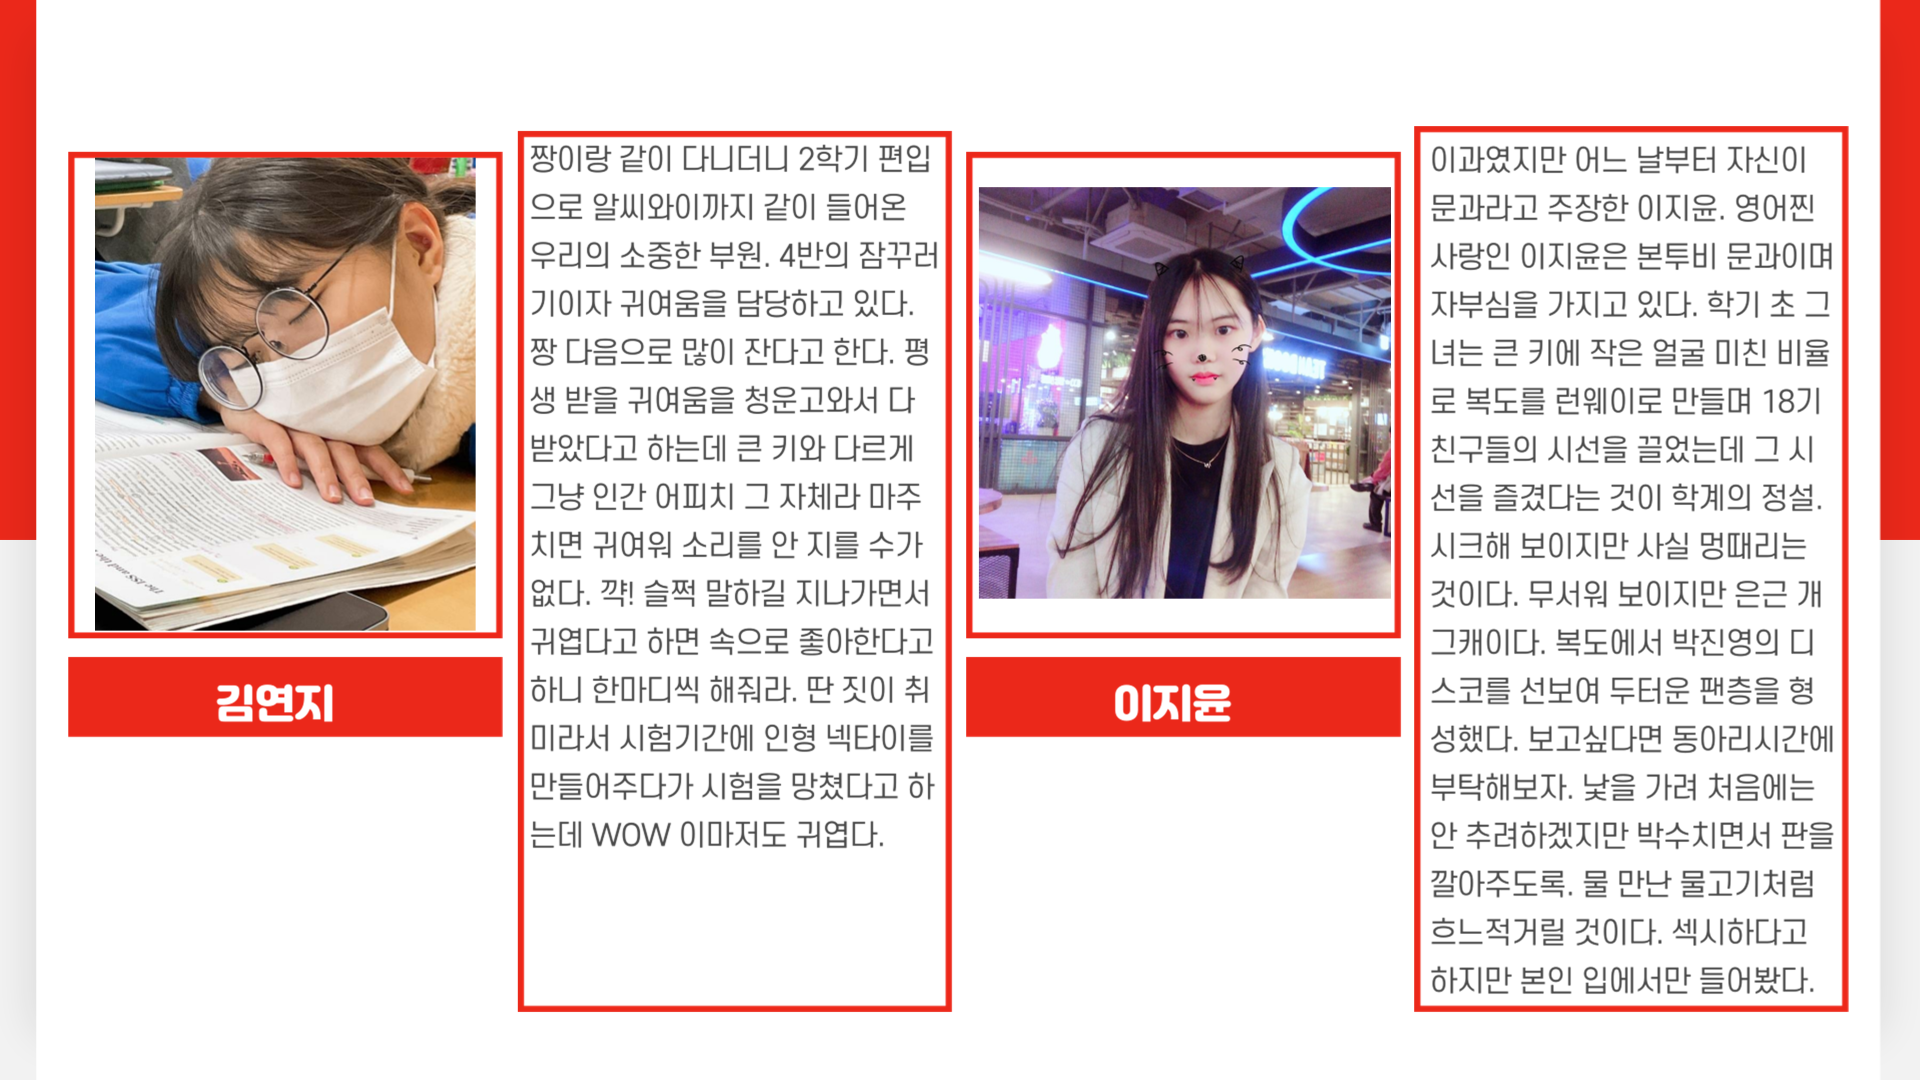 김연지
짱이랑 같이 다니더니 2학기 편입
으로 알씨와이까지 같이 들어온
우리의 소중한 부원. 4반의 잠꾸러
기이자 귀여움을 담당하고 있다.
짱 다음으로 많이 잔다고 한다. 평
생 받을 귀여움을 청운고와서 다
받았다고 하는데 큰 키와 다르게
그냥 인간 어피치 그 자체라 마주
치면 귀여워 소리를 안 지를 수가
없다. 꺅! 슬쩍 말하길 지나가면서
귀엽다고 하면 속으로 좋아한다고
하니 한마디씩 해줘라. 딴 짓이 취
미라서 시험기간에 인형 넥타이를
만들어주다가 시험을 망쳤다고 하
는데 WOW 이마저도 귀엽다.
이지윤
이과였지만 어느 날부터 자신이
문과라고 주장한 이지윤. 영어찐
사랑인 이지윤은 본투비 문과이며
자부심을 가지고 있다. 학기 초 그
녀는 큰 키에 작은 얼굴 미친 비율
로 복도를 런웨이로 만들며 18기
친구들의 시선을 끌었는데 그 시
선을 즐겼다는 것이 학계의 정설.
시크해 보이지만 사실 멍때리는
것이다. 무서워 보이지만 은근 개
그캐이다. 복도에서 박진영의 디
스코를 선보여 두터운 팬층을 형
성했다. 보고싶다면 동아리시간에
부탁해보자. 낯을 가려 처음에는
안 추려하겠지만 박수치면서 판을
깔아주도록. 물 만난 물고기처럼
흐느적거릴 것이다. 섹시하다고
하지만 본인 입에서만 들어봤다.